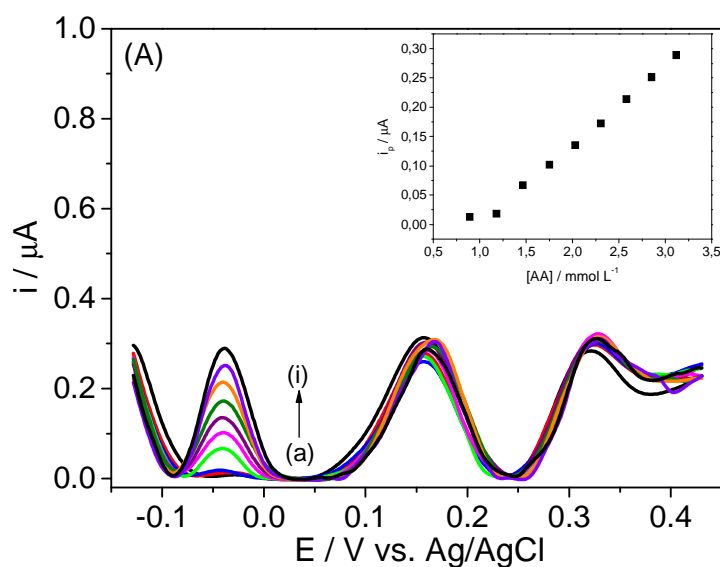 (A)
1.0
0.8
0.6
0.4
0.2
0.0
i / μA
-0.1 0.0 0.1 0.2 0.3 0.4
E / V vs. Ag/AgCl
(i)
(a)
0,30
0,25
0,20
0,15
0,10
0,05
0,00
i_p / μA
0,5 1,0 1,5 2,0 2,5 3,0 3,5
[AA] / mmol L⁻¹